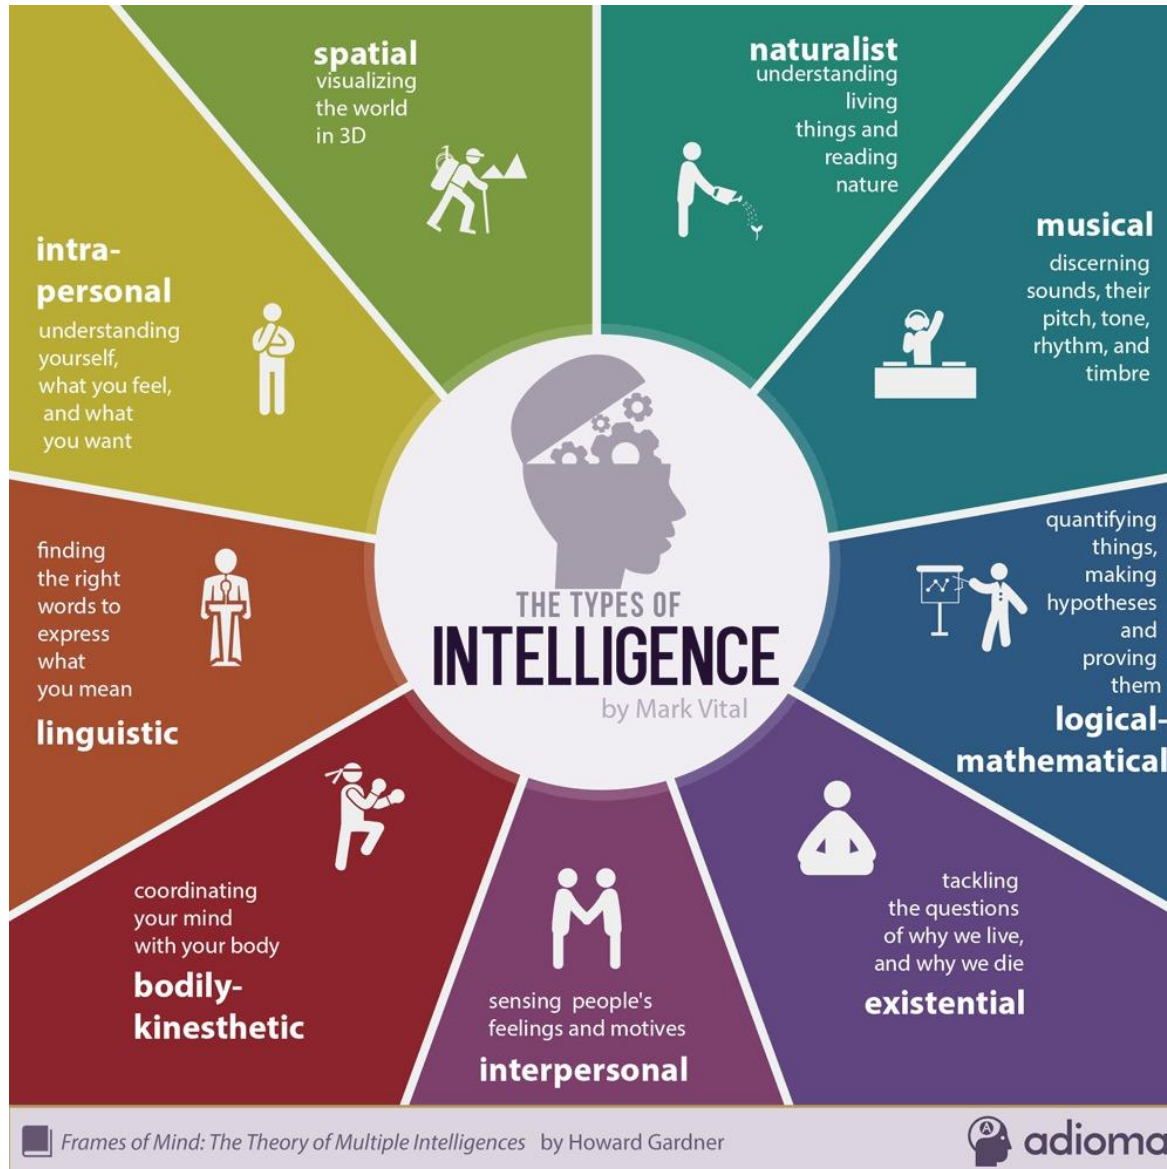 spatial
visualizing
the world
in 3D
naturalist
understanding
living
things and
reading
nature
musical
discerning
sounds, their
pitch, tone,
rhythm, and
timbre
quantifying
things,
making
hypotheses
and
proving
them
logical-
mathematical
tackling
the questions
of why we live,
and why we die
existential
sensing people's
feelings and motives
interpersonal
coordinating
your mind
with your body
bodily-
kinesthetic
finding
the right
words to
express
what
you mean
linguistic
intra-
personal
understanding
yourself,
what you feel,
and what
you want
THE TYPES OF
INTELLIGENCE
by Mark Vital
Frames of Mind: The Theory of Multiple Intelligences by Howard Gardner
A adioma